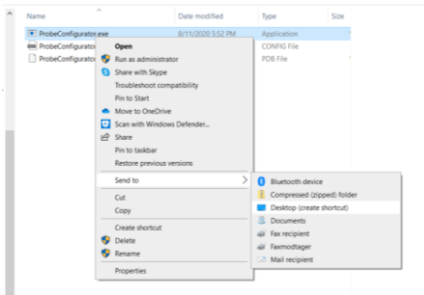 Name Date modified Type Size
ProbeConfigurator.exe 8/11/2020 5:52 PM Application
ProbeConfigurator CONFIG File
ProbeConfigurator PDB File
Open
Run as administrator
Share with Skype
Troubleshoot compatibility
Pin to Start
Move to OneDrive
Scan with Windows Defender...
Share
Pin to taskbar
Restore previous versions
Send to
Cut
Copy
Create shortcut
Delete
Rename
Properties
Bluetooth device
Compressed (zipped) folder
Desktop (create shortcut)
Documents
Fax recipient
Faxmodtager
Mail recipient